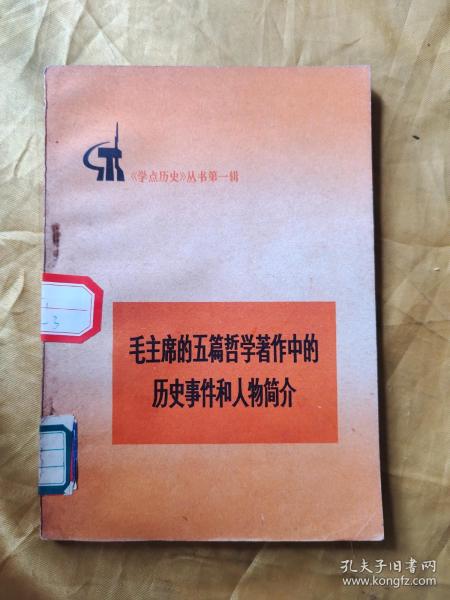 《学点历史》丛书第一辑
毛主席的五篇哲学著作中的
历史事件和人物简介
孔夫子旧书网
www.kongfz.com